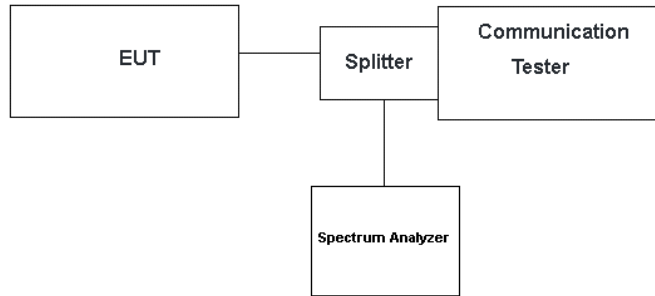 EUT
Splitter
Communication
Tester
Spectrum Analyzer